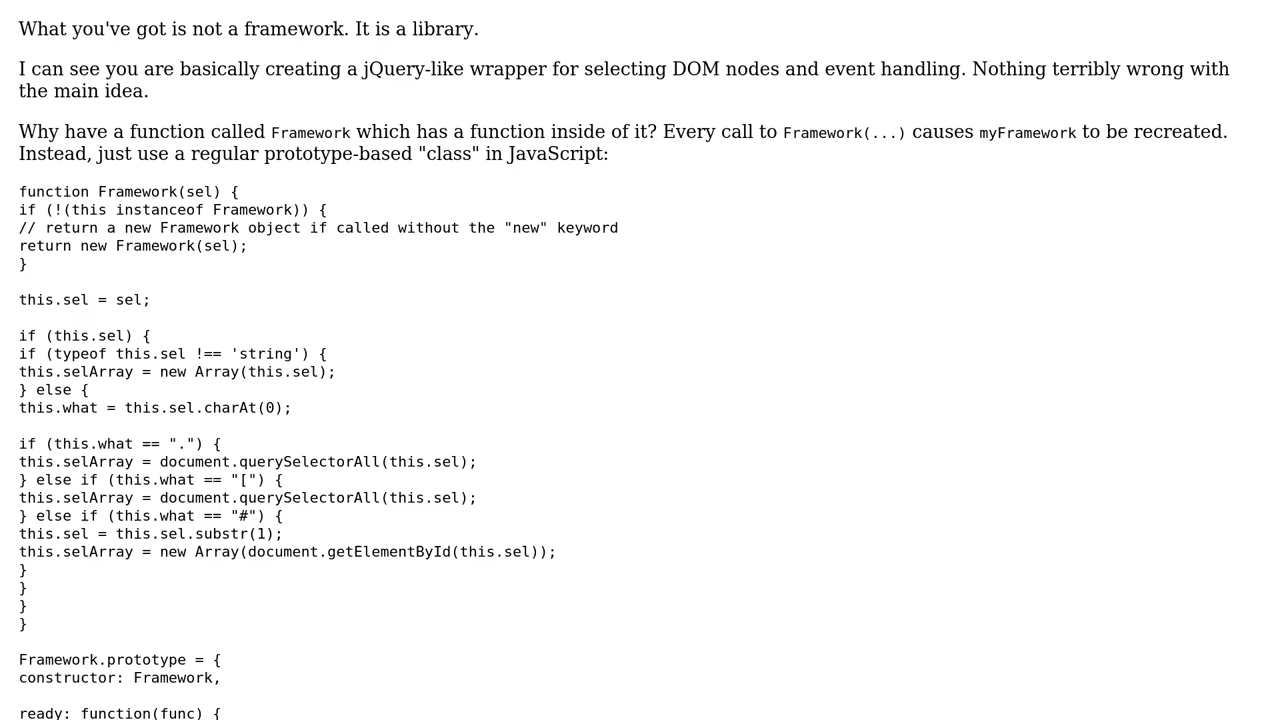 What you've got is not a framework. It is a library.
I can see you are basically creating a jQuery-like wrapper for selecting DOM nodes and event handling. Nothing terribly wrong with
the main idea.
Why have a function called Framework which has a function inside of it? Every call to Framework(...) causes myFramework to be recreated.
Instead, just use a regular prototype-based "class" in JavaScript:
function Framework(sel) {
if (!(this instanceof Framework)) {
// return a new Framework object if called without the "new" keyword
return new Framework(sel);
}
this.sel = sel;
if (this.sel) {
if (typeof this.sel !== 'string') {
this.selArray = new Array(this.sel);
} else {
this.what = this.sel.charAt(0);
if (this.what == ".") {
this.selArray = document.querySelectorAll(this.sel);
} else if (this.what == "[") {
this.selArray = document.querySelectorAll(this.sel);
} else if (this.what == "#") {
this.sel = this.sel.substr(1);
this.selArray = new Array(document.getElementById(this.sel));
}
}
}
}
Framework.prototype = {
constructor: Framework,
ready: function(func) {